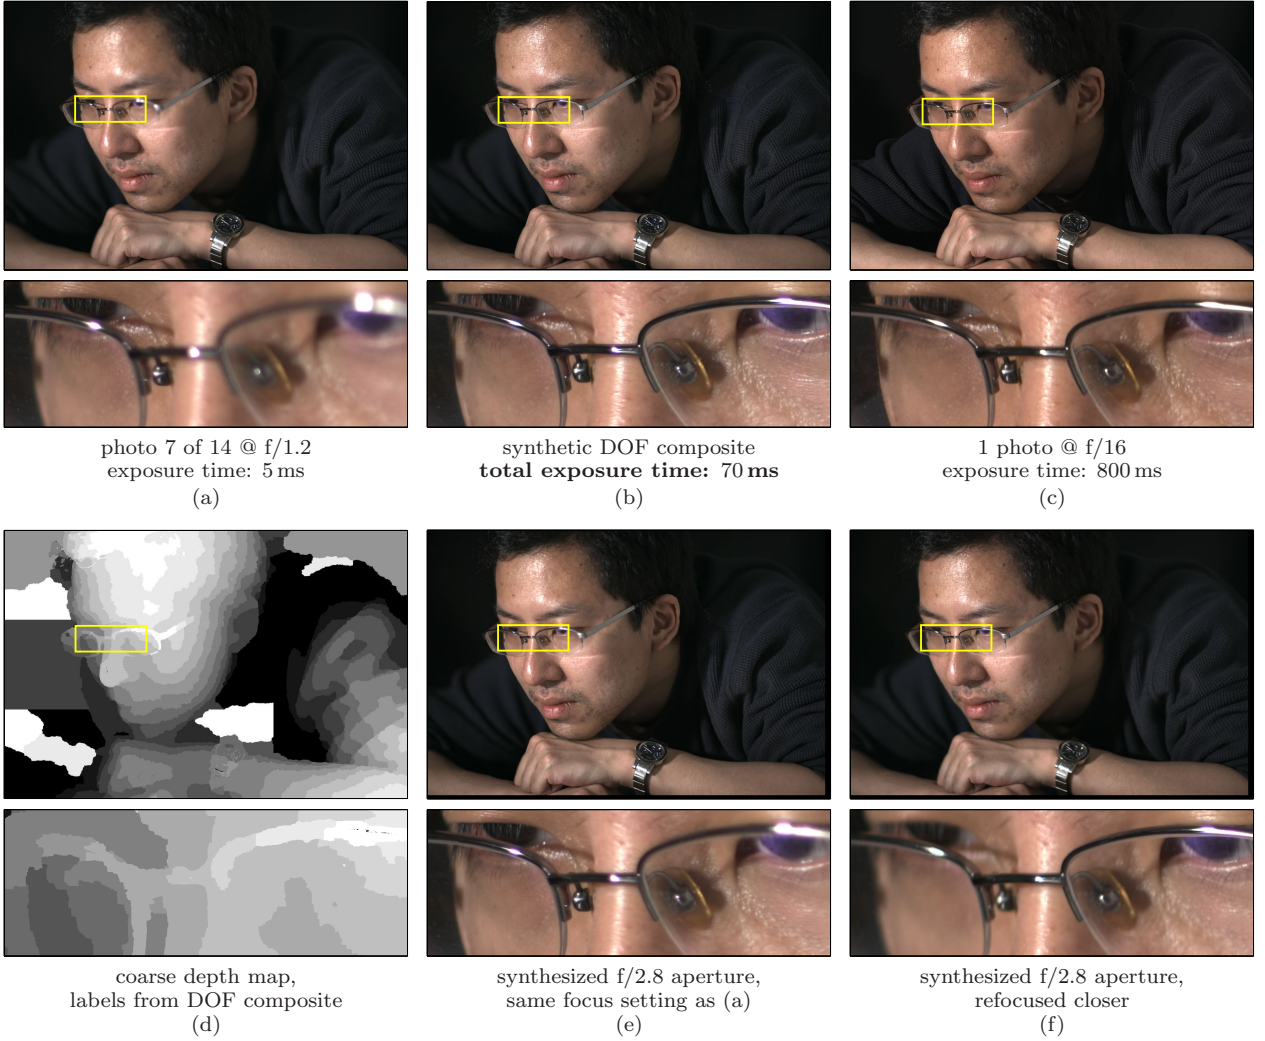 photo 7 of 14 @ f/1.2
exposure time: 5 ms
(a)
synthetic DOF composite
total exposure time: 70 ms
(b)
1 photo @ f/16
exposure time: 800 ms
(c)
coarse depth map,
labels from DOF composite
(d)
synthesized f/2.8 aperture,
same focus setting as (a)
(e)
synthesized f/2.8 aperture,
refocused closer
(f)